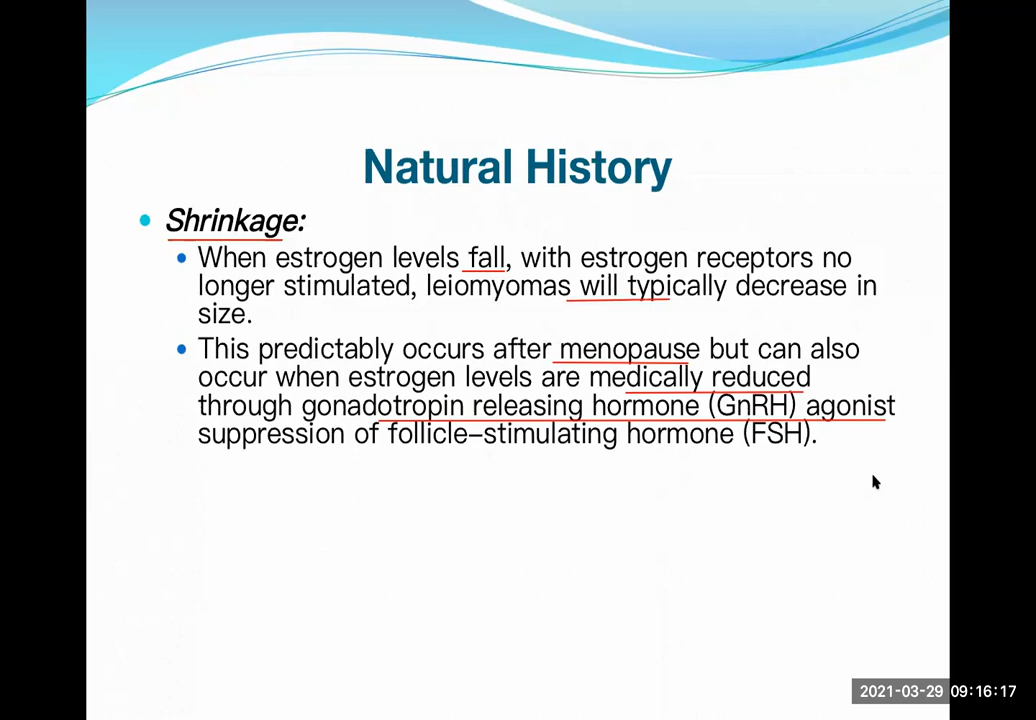 Natural History
Shrinkage:
When estrogen levels fall, with estrogen receptors no
longer stimulated, leiomyomas will typically decrease in
size.
This predictably occurs after menopause but can also
occur when estrogen levels are medically reduced
through gonadotropin releasing hormone (GnRH) agonist
suppression of follicle-stimulating hormone (FSH).
2021-03-29 09:16:17